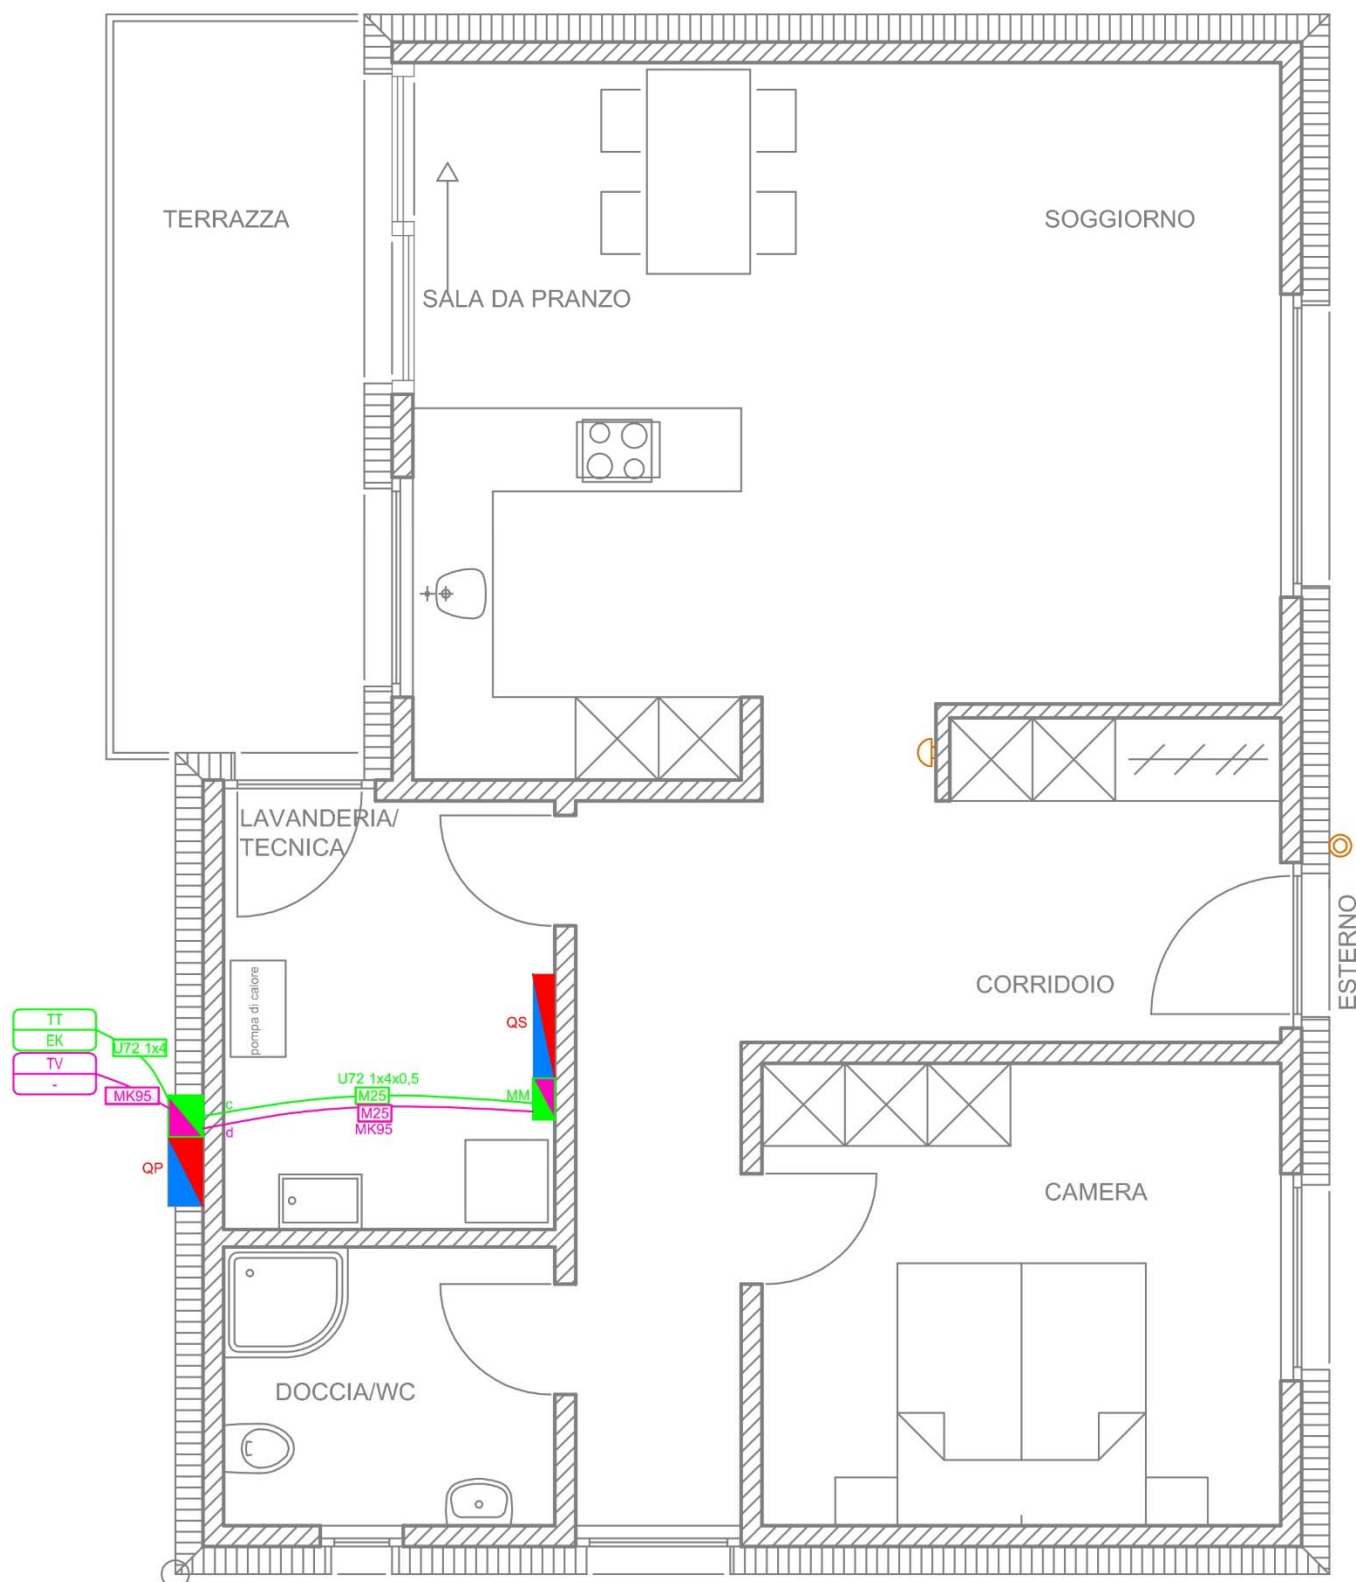 TERRAZZA
SOGGIORNO
SALA DA PRANZO
LAVANDERIA/
TECNICA
ESTERNO
pompa di calore
CORRIDOIO
QS
TT
EK
U72 1x4
TV
-
MK95
c
d
U72 1x4x0,5
M25
M25
MK95
MM
QP
CAMERA
DOCCIA/WC